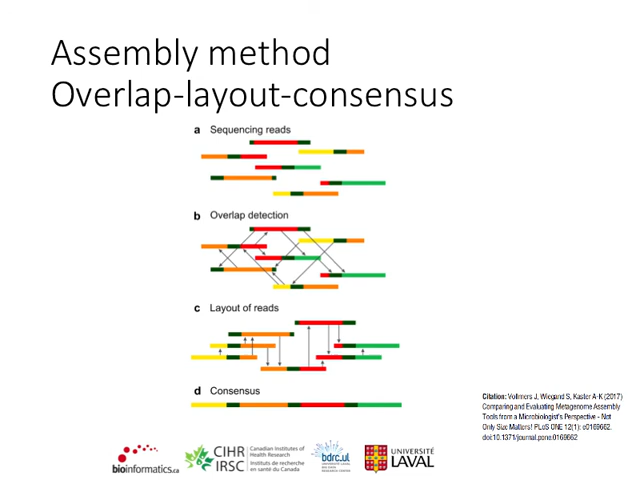 Assembly method
Overlap-layout-consensus
a Sequencing reads
b Overlap detection
c Layout of reads
d Consensus
Citation: Vollmers J, Wiegand S, Kaster A-K (2017)
Comparing and Evaluating Metagenome Assembly
Tools from a Microbiologist's Perspective - Not
Only Size Matters! PLoS ONE 12(1): e0169662.
doi:10.1371/journal.pone.0169662
bioinformatics.ca
CIHR
IRSC
Canadian Institutes of
Health Research
Instituts de recherche
en santé du Canada
bdrc.ul
UNIVERSITÉ
LAVAL